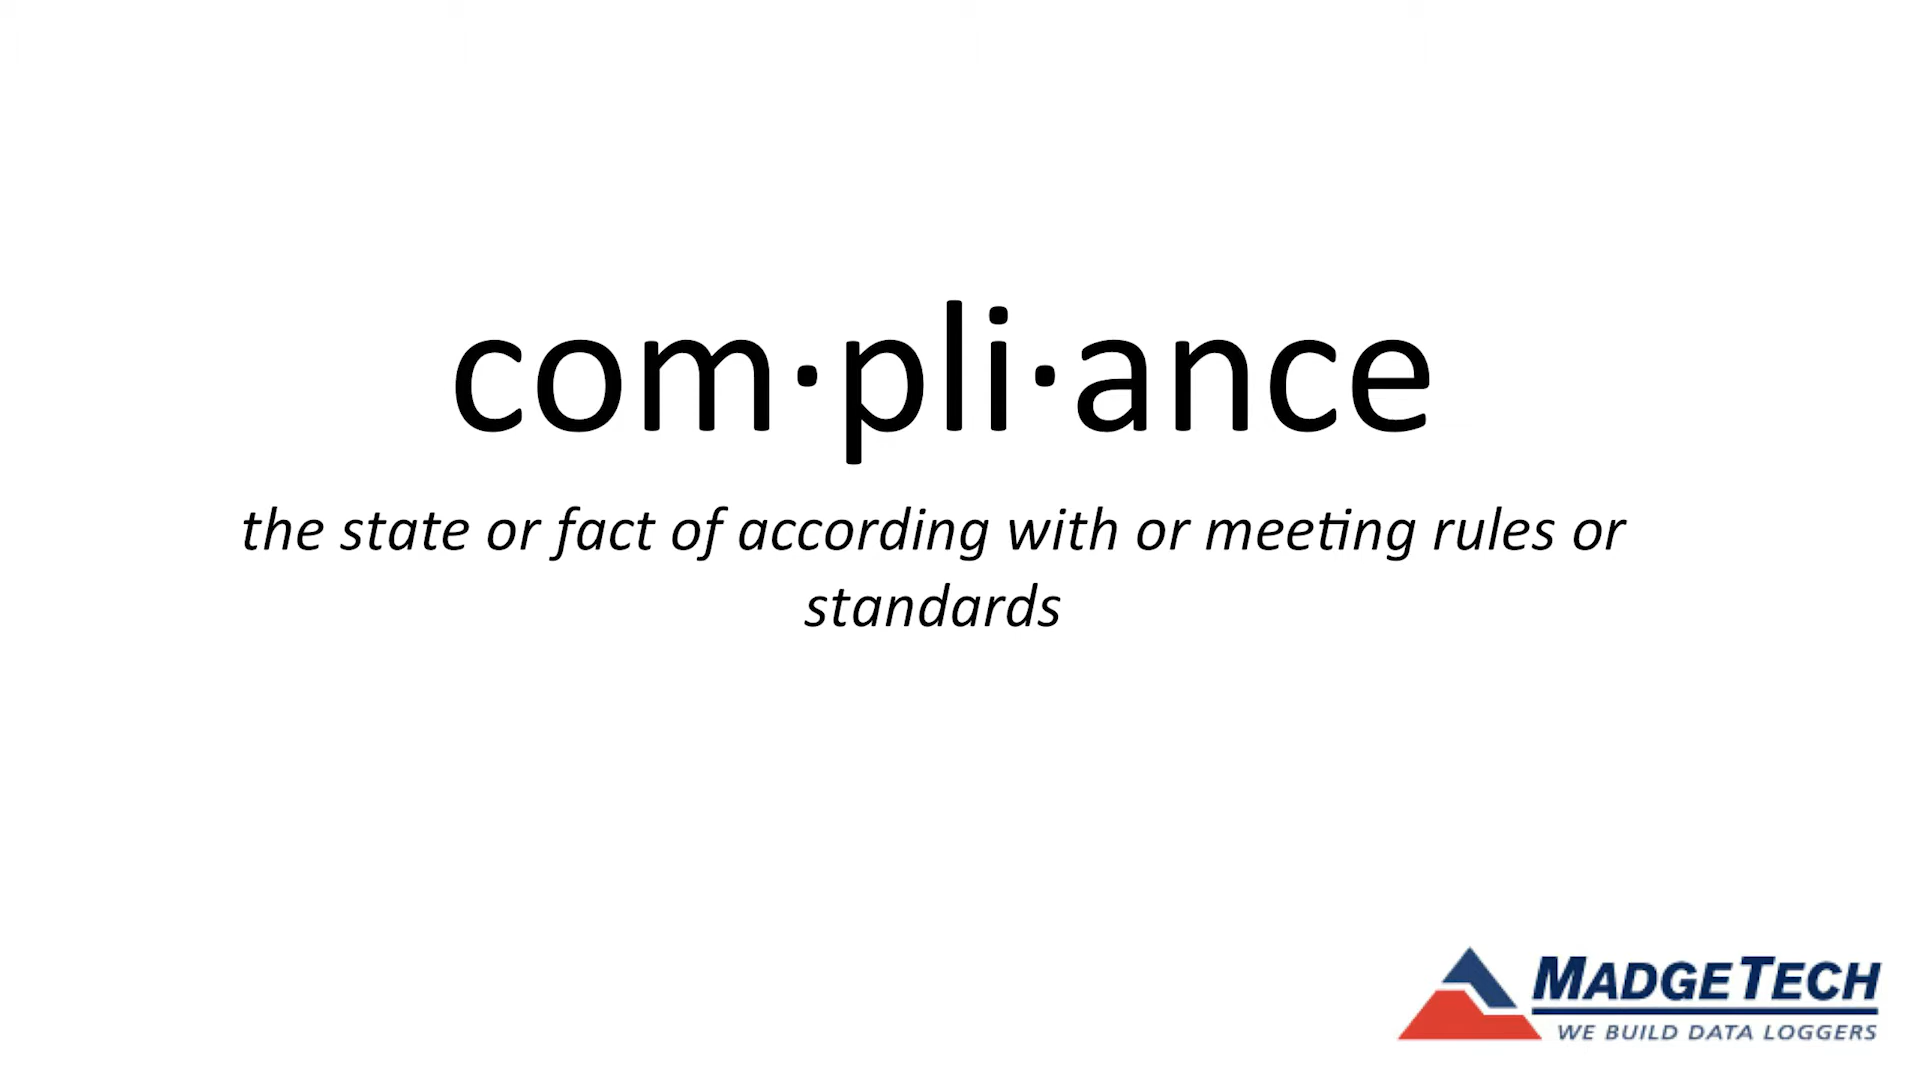 com·pli·ance
the state or fact of according with or meeting rules or
standards
MADGETECH
WE BUILD DATA LOGGERS